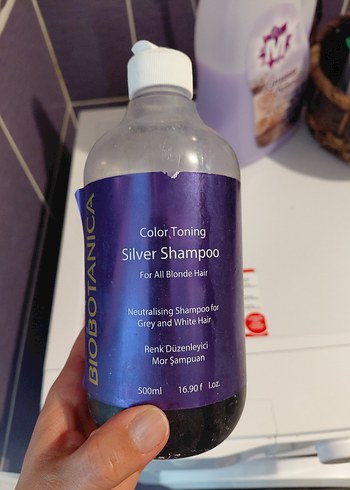 BIOBOTANICA
Color Toning
Silver Shampoo
For All Blonde Hair
Neutralising Shampoo for
Grey and White Hair
Renk Düzenleyici
Mor Şampuan
500ml 16.90 f l.oz.
M